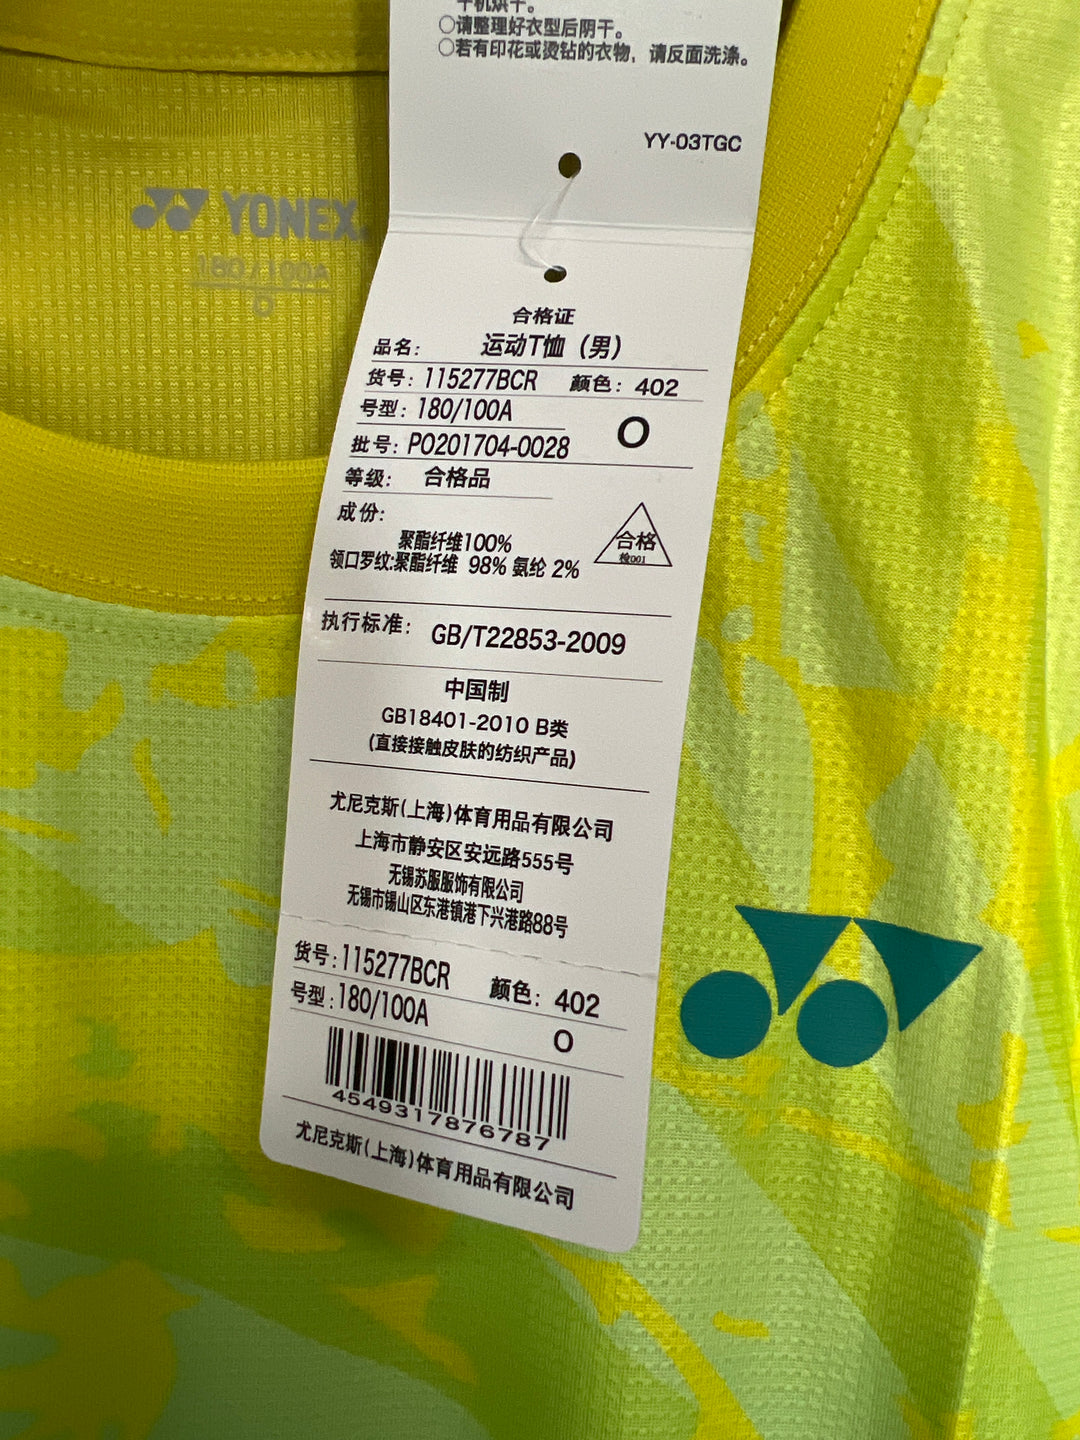 干机烘干。
○请整理好衣型后阴干。
○若有印花或烫钻的衣物，请反面洗涤。
YY-03TGC
YONEX
180/100A
O
合格证
品名： 运动T恤（男）
货号：115277BCR 颜色：402
号型：180/100A O
批号：PO201704-0028
等级： 合格品
成份：
聚酯纤维100%
领口罗纹:聚酯纤维 98% 氨纶 2%
合格
检001
执行标准： GB/T22853-2009
中国制
GB18401-2010 B类
(直接接触皮肤的纺织产品)
尤尼克斯(上海)体育用品有限公司
上海市静安区安远路555号
无锡苏服服饰有限公司
无锡市锡山区东港镇港下兴港路88号
货号：115277BCR 颜色：402
号型：180/100A O
4549317876787
尤尼克斯(上海)体育用品有限公司